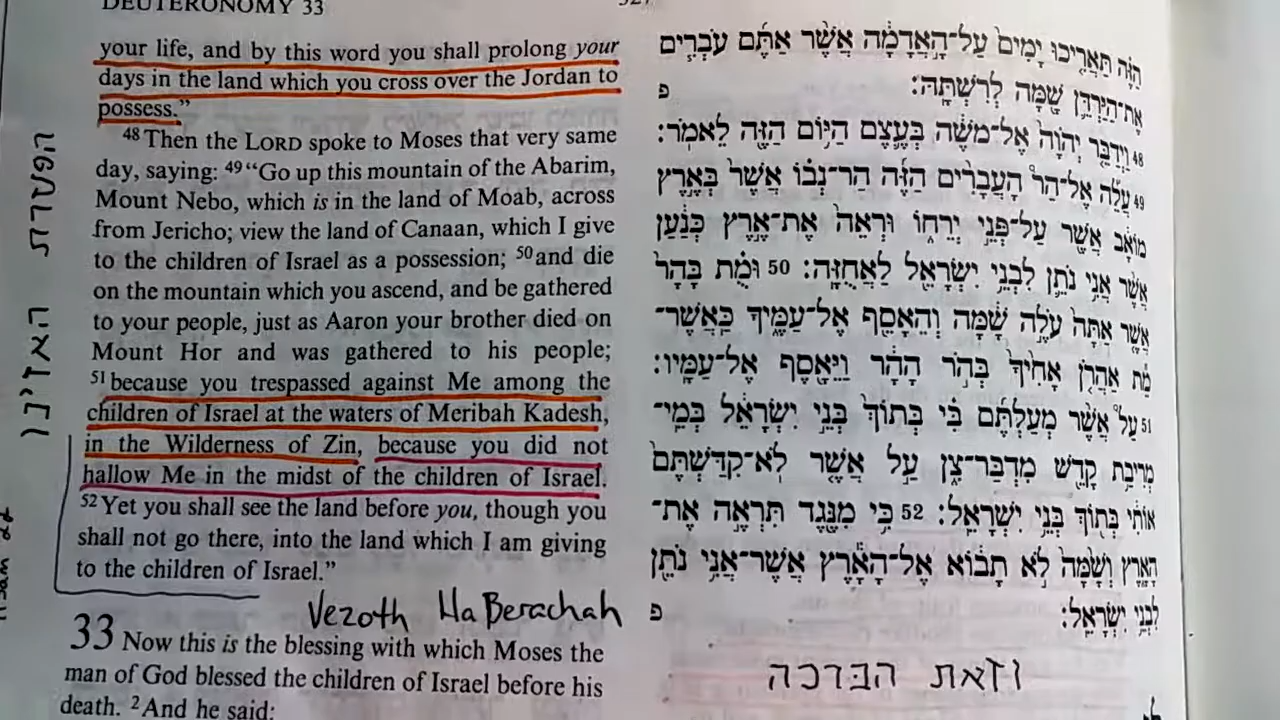 DEUTERONOMY 33
your life, and by this word you shall prolong your
days in the land which you cross over the Jordan to
possess.”
48 Then the LORD spoke to Moses that very same
day, saying: 49 “Go up this mountain of the Abarim,
Mount Nebo, which is in the land of Moab, across
from Jericho; view the land of Canaan, which I give
to the children of Israel as a possession; 50 and die
on the mountain which you ascend, and be gathered
to your people, just as Aaron your brother died on
Mount Hor and was gathered to his people;
51 because you trespassed against Me among the
children of Israel at the waters of Meribah Kadesh,
in the Wilderness of Zin, because you did not
hallow Me in the midst of the children of Israel.
52 Yet you shall see the land before you, though you
shall not go there, into the land which I am giving
to the children of Israel.”
Vezoth HaBerachah
33 Now this is the blessing with which Moses the
man of God blessed the children of Israel before his
death. 2 And he said:
הַזֶּה תַּאֲרִיכוּ יָמִים עַל־הָאֲדָמָה אֲשֶׁר אַתֶּם עֹבְרִים
אֶת־הַיַּרְדֵּן שָׁמָּה לְרִשְׁתָּהּ׃ פ
48 וַיְדַבֵּר יְהוָה אֶל־מֹשֶׁה בְּעֶצֶם הַיּוֹם הַזֶּה לֵאמֹר׃
49 עֲלֵה אֶל־הַר הָעֲבָרִים הַזֶּה הַר־נְבוֹ אֲשֶׁר בְּאֶרֶץ
מוֹאָב אֲשֶׁר עַל־פְּנֵי יְרֵחוֹ וּרְאֵה אֶת־אֶרֶץ כְּנַעַן
אֲשֶׁר אֲנִי נֹתֵן לִבְנֵי יִשְׂרָאֵל לַאֲחֻזָּה׃ 50 וּמֻת בָּהָר
אֲשֶׁר אַתָּה עֹלֶה שָׁמָּה וְהֵאָסֵף אֶל־עַמֶּיךָ כַּאֲשֶׁר־
מֵת אַהֲרֹן אָחִיךָ בְּהֹר הָהָר וַיֵּאָסֶף אֶל־עַמָּיו׃
51 עַל אֲשֶׁר מְעַלְתֶּם בִּי בְּתוֹךְ בְּנֵי יִשְׂרָאֵל בְּמֵי־
מְרִיבַת קָדֵשׁ מִדְבַּר־צִן עַל אֲשֶׁר לֹא־קִדַּשְׁתֶּם
אוֹתִי בְּתוֹךְ בְּנֵי יִשְׂרָאֵל׃ 52 כִּי מִנֶּגֶד תִּרְאֶה אֶת־
הָאָרֶץ וְשָׁמָּה לֹא תָבוֹא אֶל־הָאָרֶץ אֲשֶׁר־אֲנִי נֹתֵן
לִבְנֵי יִשְׂרָאֵל׃ פ
וזאת הברכה
הפטרת האזינו